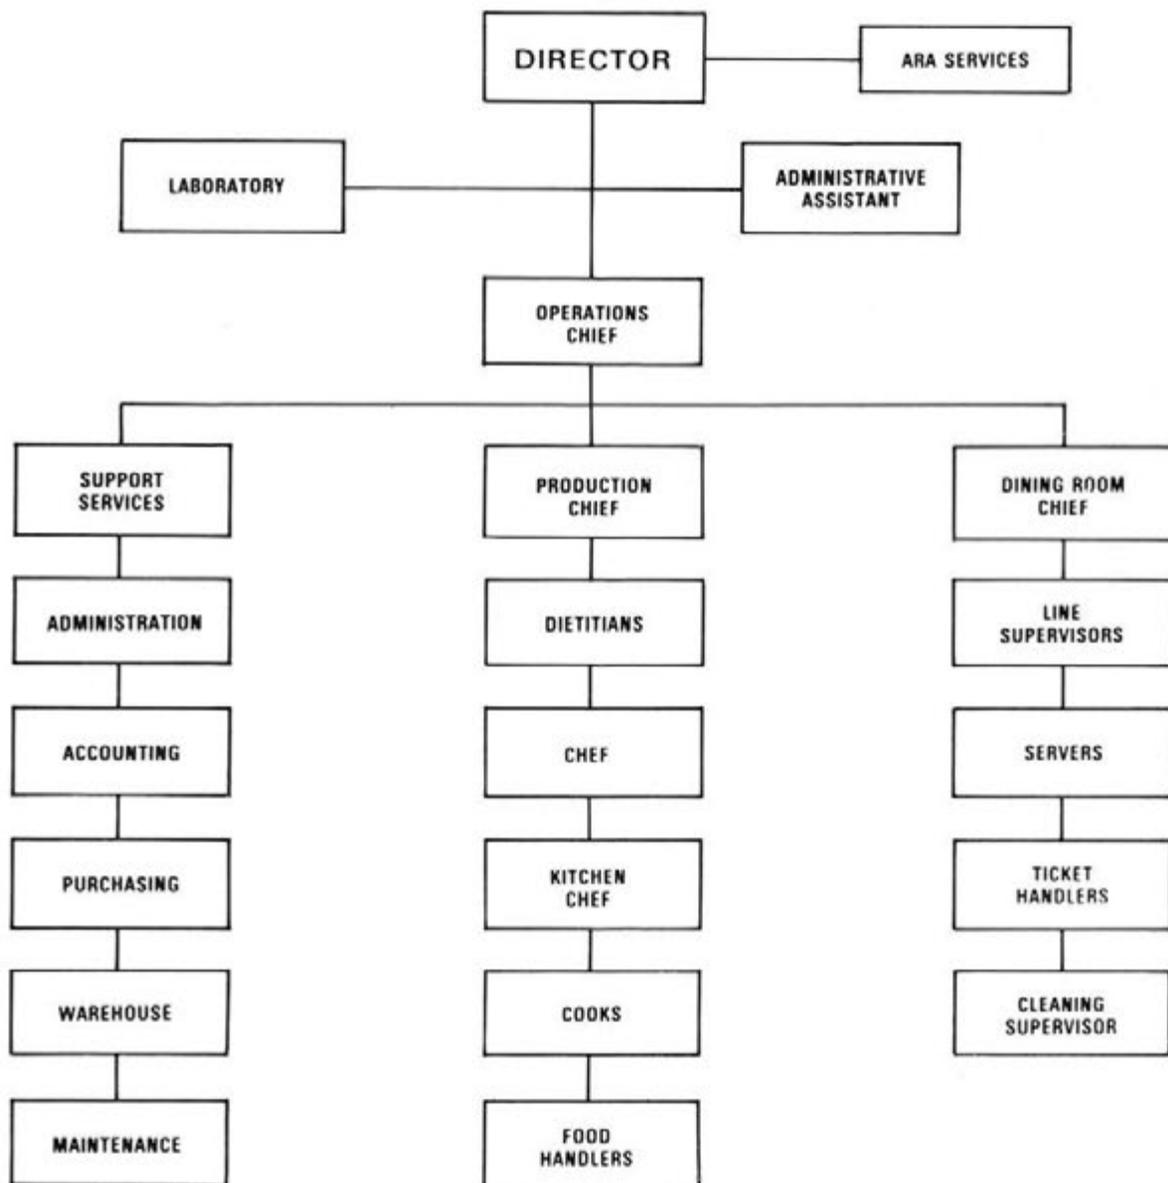 DIRECTOR
ARA SERVICES
LABORATORY
ADMINISTRATIVE
ASSISTANT
OPERATIONS
CHIEF
SUPPORT
SERVICES
PRODUCTION
CHIEF
DINING ROOM
CHIEF
ADMINISTRATION
DIETITIANS
LINE
SUPERVISORS
ACCOUNTING
CHEF
SERVERS
PURCHASING
KITCHEN
CHEF
TICKET
HANDLERS
WAREHOUSE
COOKS
CLEANING
SUPERVISOR
MAINTENANCE
FOOD
HANDLERS